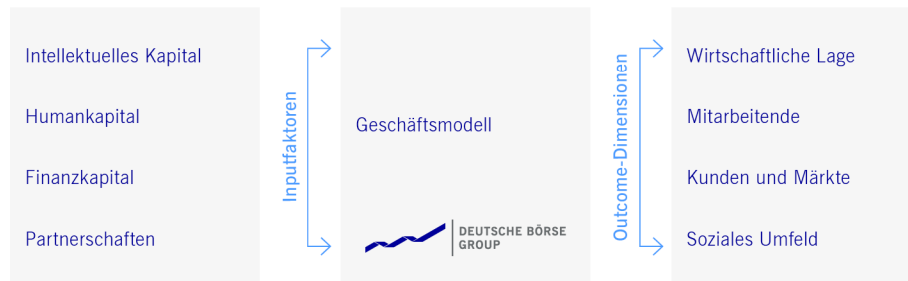 Intellektuelles Kapital
Humankapital
Finanzkapital
Partnerschaften
Inputfaktoren
Geschäftsmodell
DEUTSCHE BÖRSE
GROUP
Outcome-Dimensionen
Wirtschaftliche Lage
Mitarbeitende
Kunden und Märkte
Soziales Umfeld